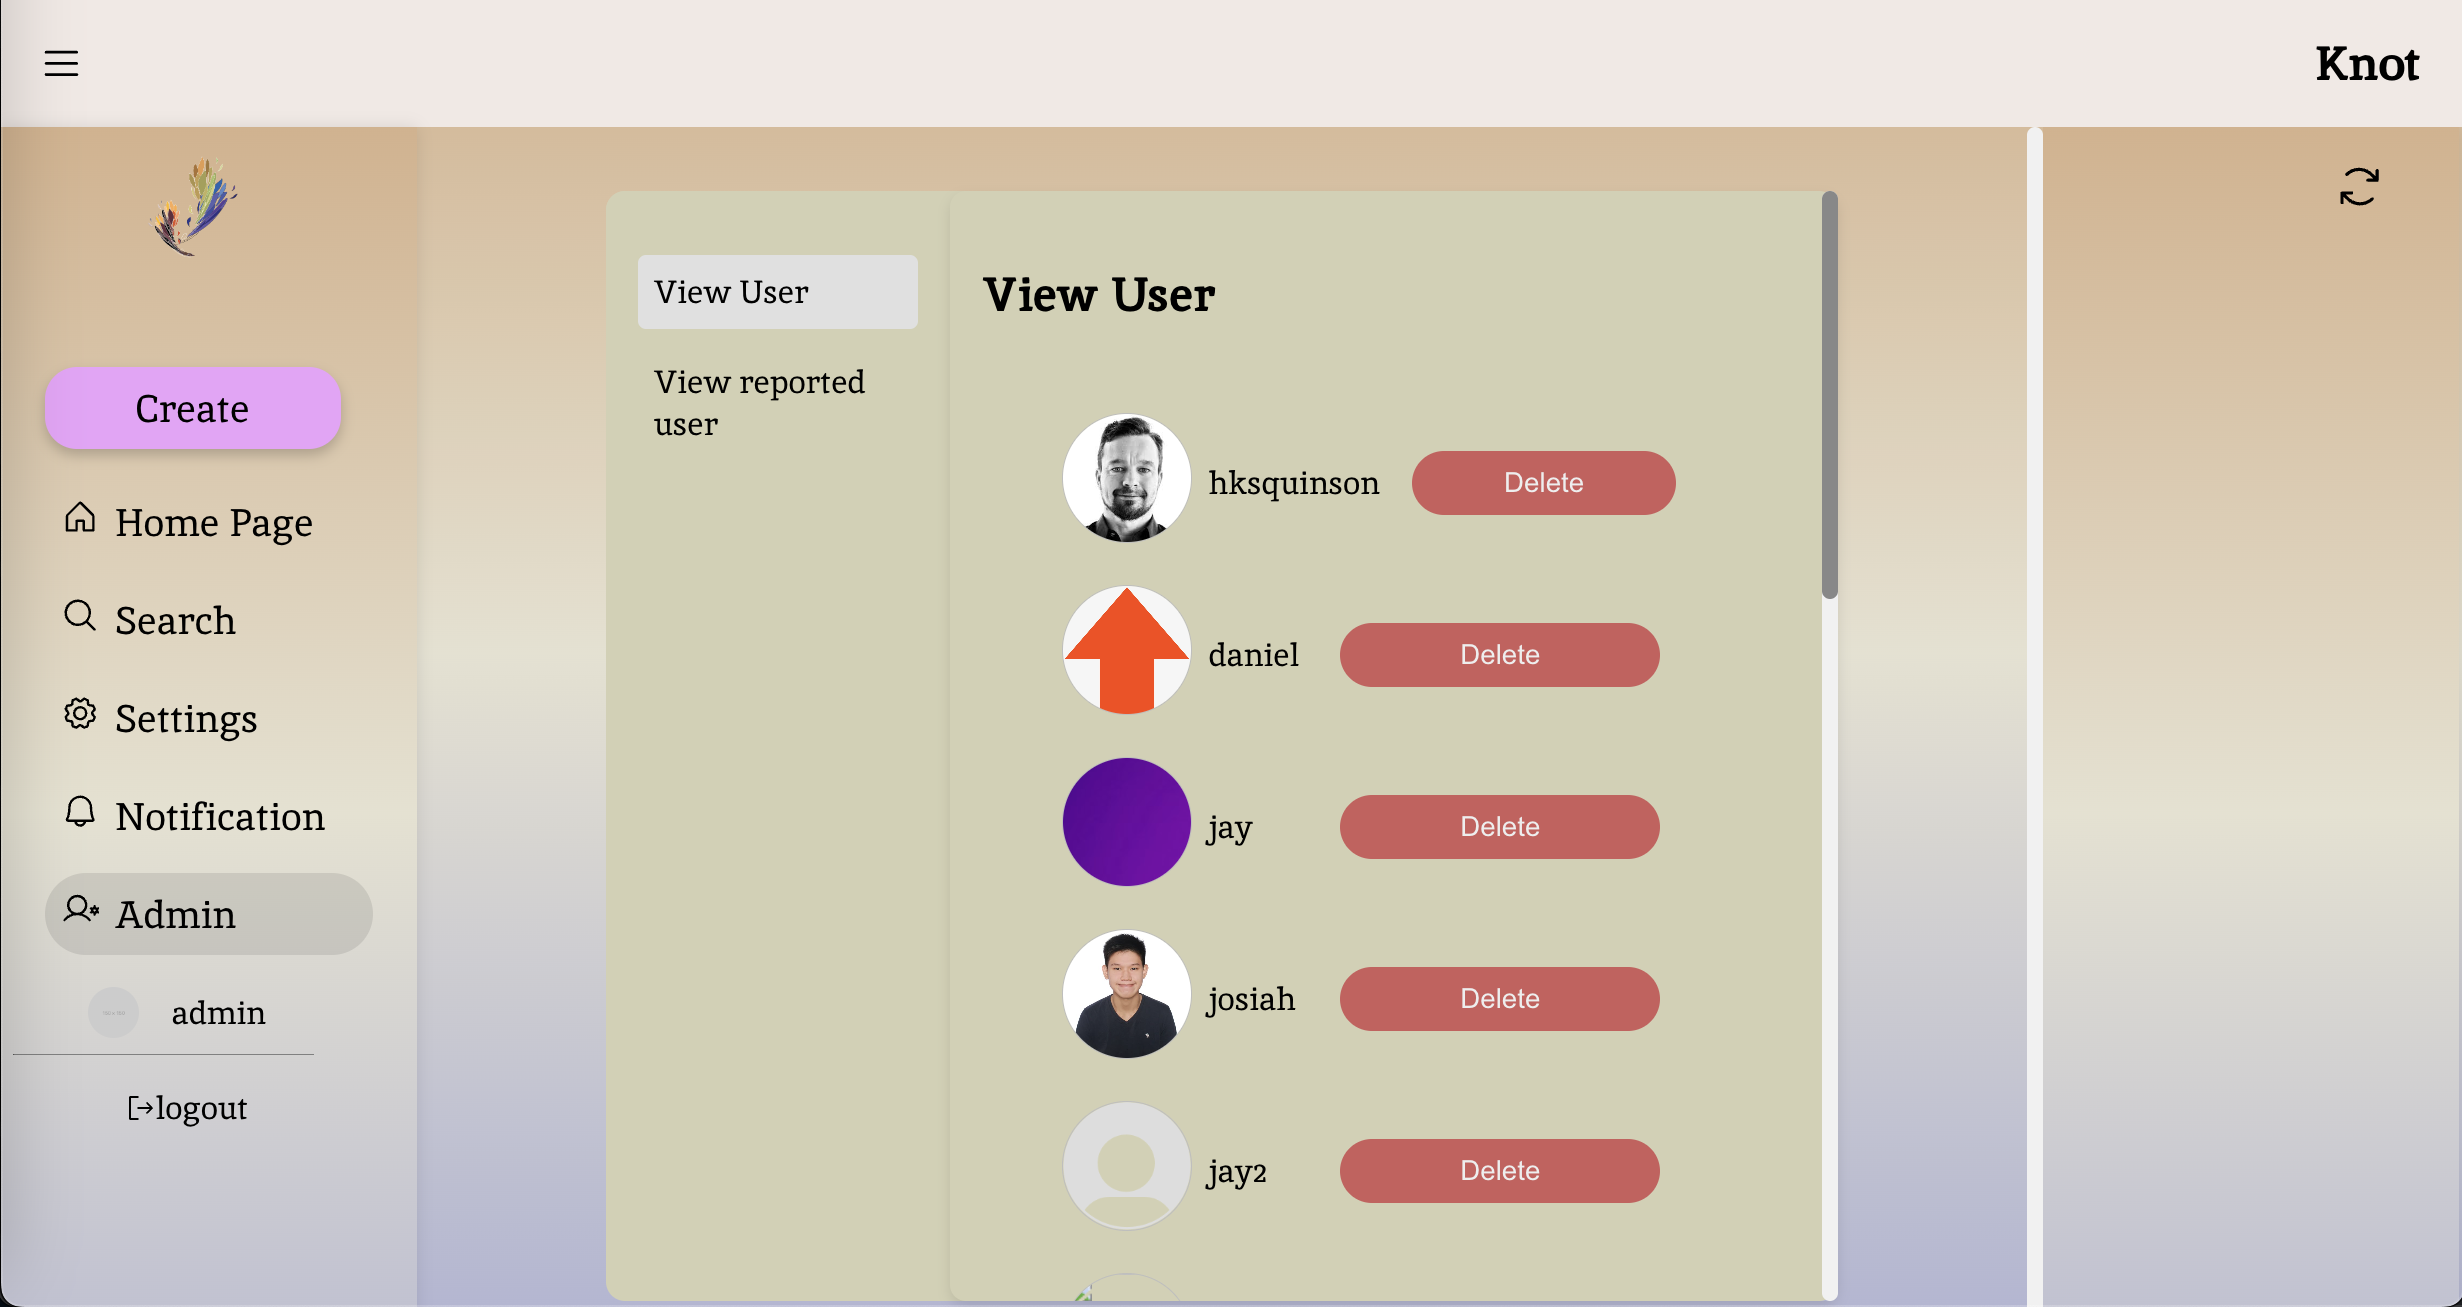 Knot
Create
Home Page
Search
Settings
Notification
Admin
admin
logout
View User
View reported
user
View User
hksquinson
Delete
daniel
Delete
jay
Delete
josiah
Delete
jay2
Delete